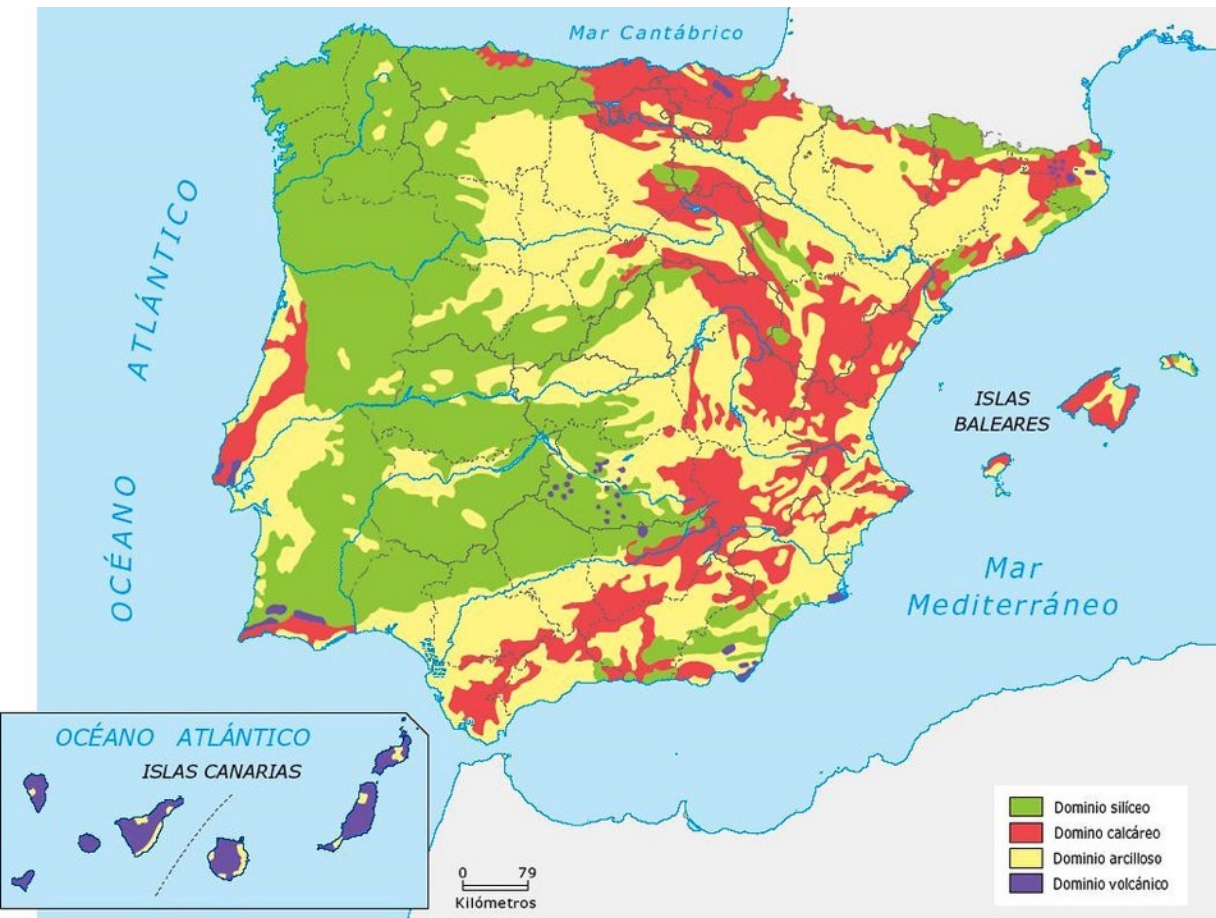 Mar Cantábrico
OCÉANO ATLÁNTICO
ISLAS
BALEARES
Mar
Mediterráneo
OCÉANO ATLÁNTICO
ISLAS CANARIAS
0 79
Kilómetros
Dominio silíceo
Domino calcáreo
Dominio arcilloso
Dominio volcánico